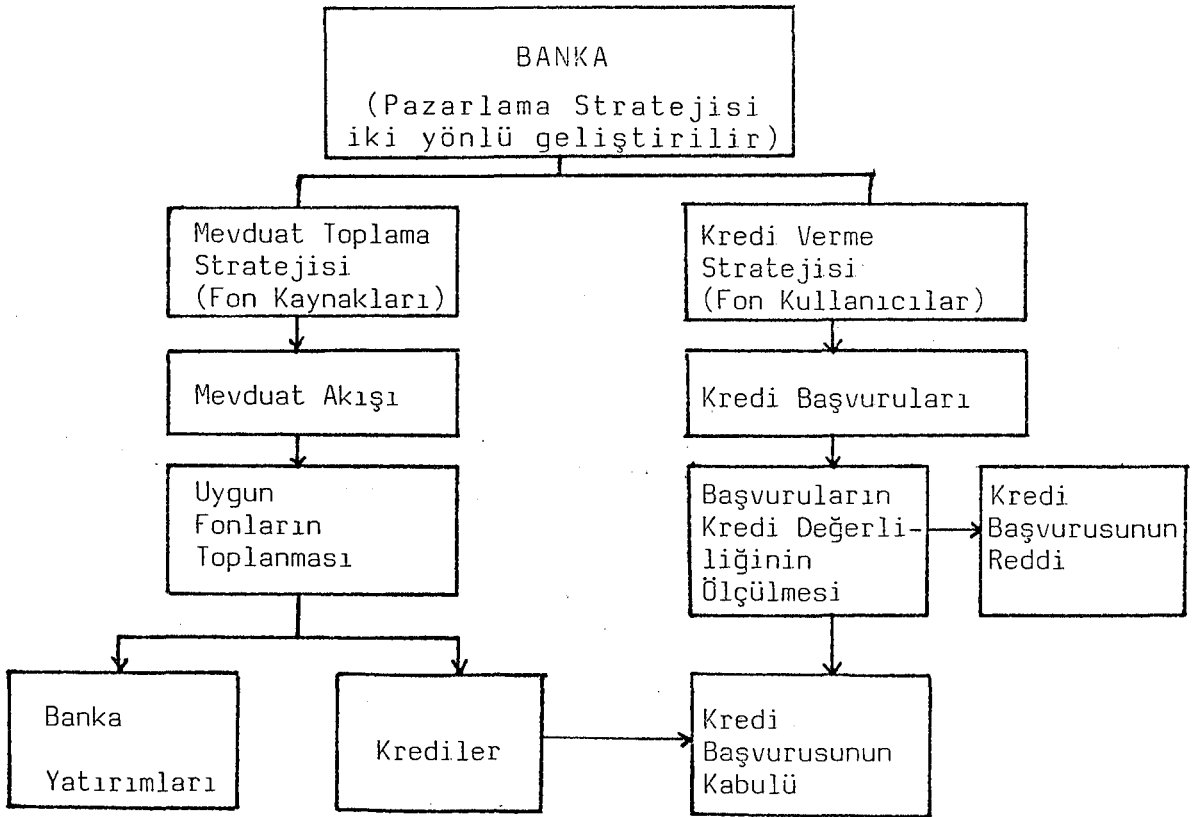 BANKA
(Pazarlama Stratejisi
iki yönlü geliştirilir)
Mevduat Toplama
Stratejisi
(Fon Kaynakları)
Kredi Verme
Stratejisi
(Fon Kullanıcılar)
Mevduat Akışı
Kredi Başvuruları
Uygun
Fonların
Toplanması
Başvuruların
Kredi Değerli-
liğinin
Ölçülmesi
Kredi
Başvurusunun
Reddi
Banka
Yatırımları
Krediler
Kredi
Başvurusunun
Kabulü